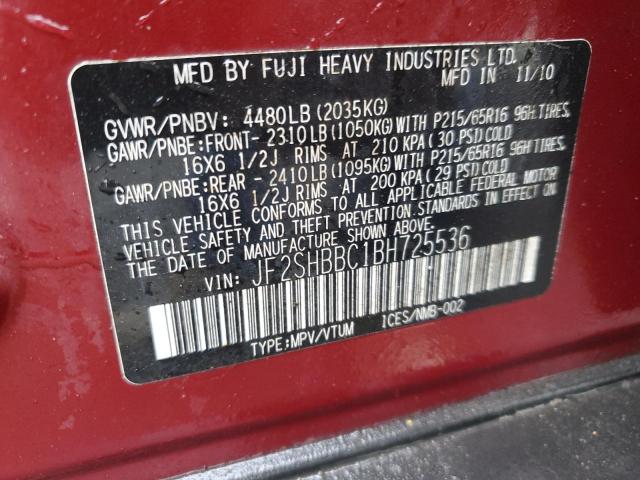 MFD BY FUJI HEAVY INDUSTRIES LTD.
MFD. IN 11/10
GVWR/PNBV: 4480LB (2035KG)
GAWR/PNBE: FRONT- 2310LB (1050KG) WITH P215/65R16 96H TIRES,
16X6 1/2J RIMS AT 210 KPA (30 PSI) COLD
GAWR/PNBE: REAR - 2410LB (1095KG) WITH P215/65R16 96H TIRES,
16X6 1/2J RIMS AT 200 KPA (29 PSI) COLD
THIS VEHICLE CONFORMS TO ALL APPLICABLE FEDERAL MOTOR
VEHICLE SAFETY AND THEFT PREVENTION STANDARDS IN EFFECT ON
THE DATE OF MANUFACTURE SHOWN ABOVE.
VIN: JF2SHBBC1BH725536
TYPE: MPV/VTUM ICES/NMB-002